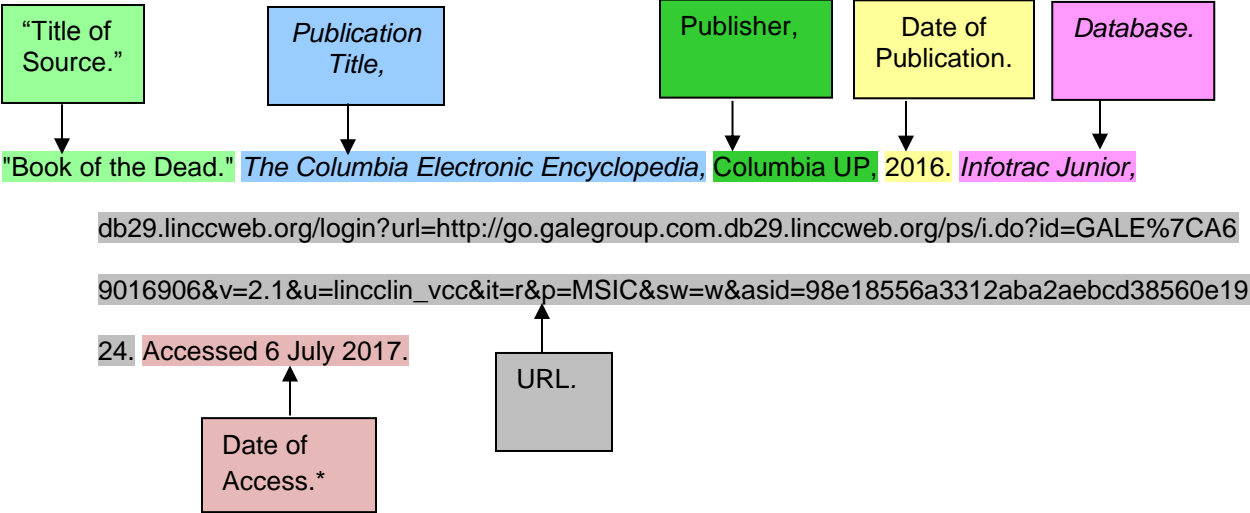 “Title of
Source.”
Publication
Title,
Publisher,
Date of
Publication.
Database.
"Book of the Dead." The Columbia Electronic Encyclopedia, Columbia UP, 2016. Infotrac Junior,
db29.linccweb.org/login?url=http://go.galegroup.com.db29.linccweb.org/ps/i.do?id=GALE%7CA6
9016906&v=2.1&u=lincclin_vcc&it=r&p=MSIC&sw=w&asid=98e18556a3312aba2aebcd38560e19
24. Accessed 6 July 2017.
URL.
Date of
Access.*